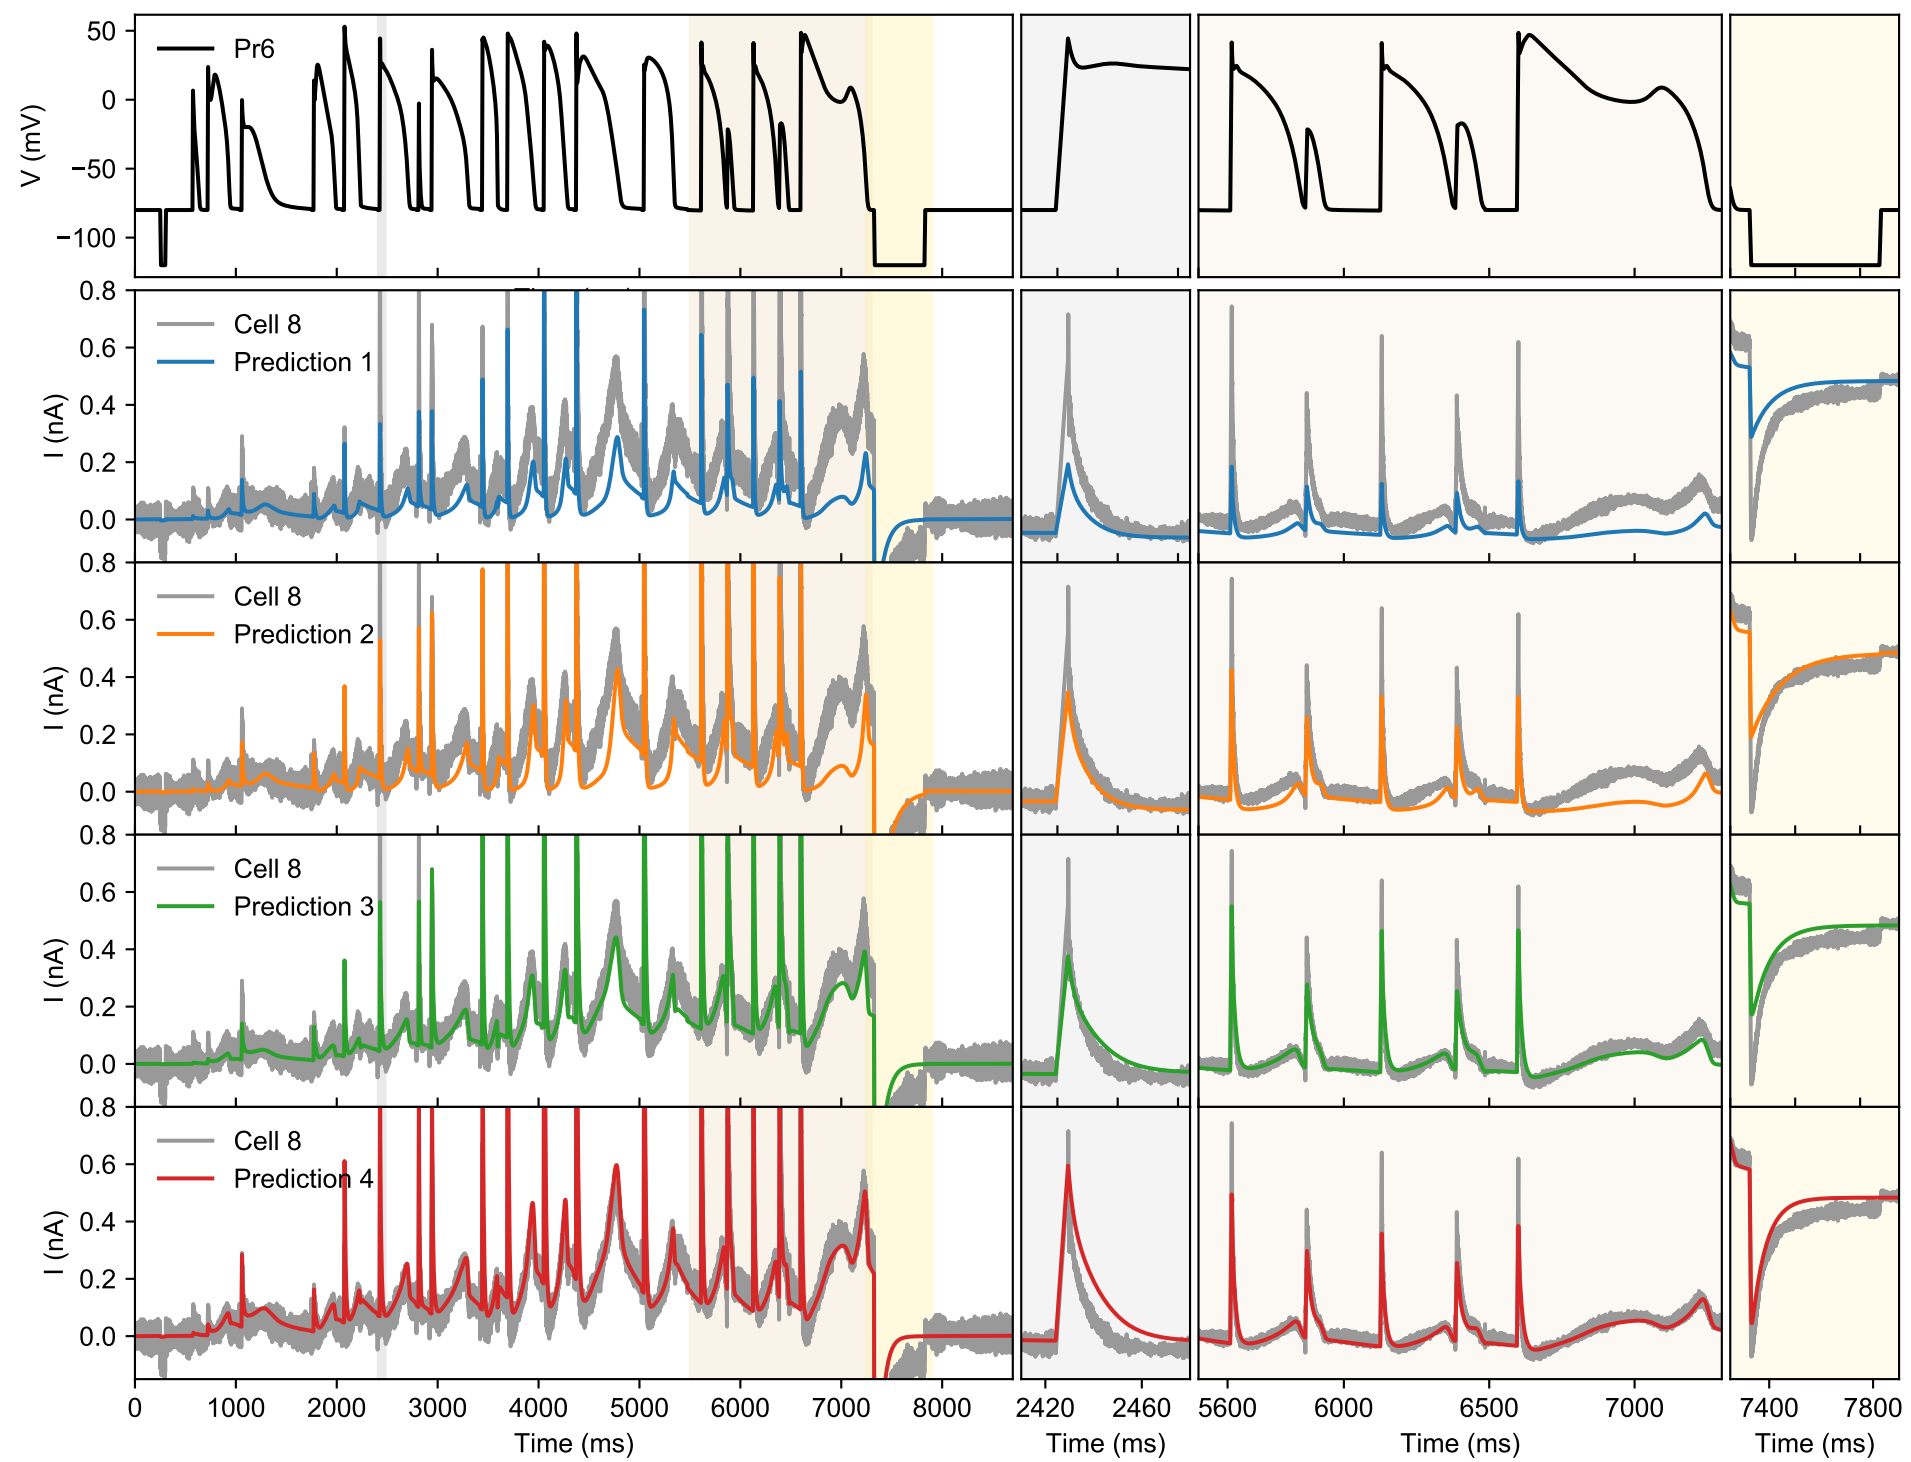 50
0
−50
−100
V (mV)
Pr6
0.8
0.6
0.4
0.2
0.0
I (nA)
Cell 8
Prediction 1
0.8
0.6
0.4
0.2
0.0
I (nA)
Cell 8
Prediction 2
0.8
0.6
0.4
0.2
0.0
I (nA)
Cell 8
Prediction 3
0.8
0.6
0.4
0.2
0.0
I (nA)
Cell 8
Prediction 4
0 1000 2000 3000 4000 5000 6000 7000 8000
Time (ms)
2420 2460
Time (ms)
5600 6000 6500 7000
Time (ms)
7400 7800
Time (ms)